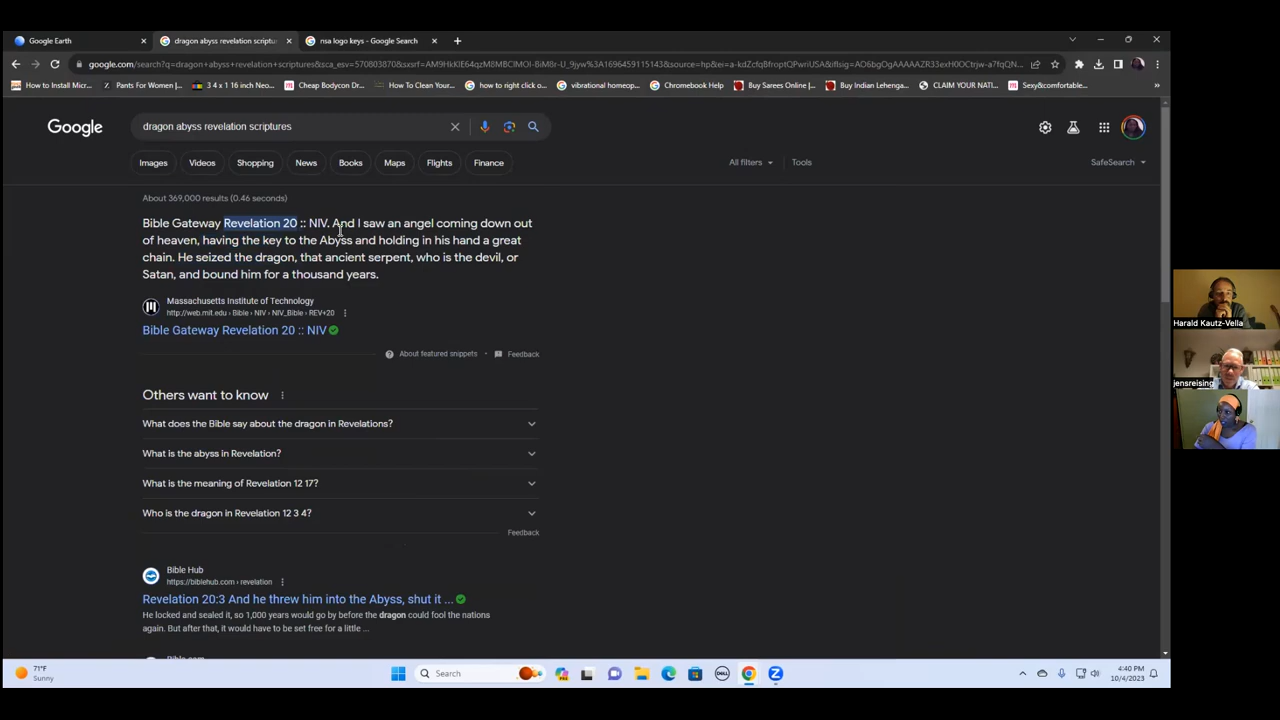 Google Earth
dragon abyss revelation scriptu
nsa logo keys - Google Search
How to Install Micr...
Pants For Women | ...
3 x 1 16 inch Neo...
Cheap Bodycon Dr...
How To Clean Your...
how to right click o...
vibrational homeop...
Chromebook Help
Buy Sarees Online |...
Buy Indian Lehenga...
CLAIM YOUR NATI...
Sexy&comfortable...
»
Google
dragon abyss revelation scriptures
Images
Videos
Shopping
News
Books
Maps
Flights
Finance
All filters
Tools
SafeSearch
About 369,000 results (0.46 seconds)
Bible Gateway Revelation 20 :: NIV. And I saw an angel coming down out
of heaven, having the key to the Abyss and holding in his hand a great
chain. He seized the dragon, that ancient serpent, who is the devil, or
Satan, and bound him for a thousand years.
Massachusetts Institute of Technology
http://web.mit.edu › Bible › NIV › NIV_Bible › REV+20
Bible Gateway Revelation 20 :: NIV
About featured snippets
•
Feedback
Others want to know
What does the Bible say about the dragon in Revelations?
What is the abyss in Revelation?
What is the meaning of Revelation 12 17?
Who is the dragon in Revelation 12 3 4?
Feedback
Bible Hub
https://biblehub.com › revelation
Revelation 20:3 And he threw him into the Abyss, shut it ...
He locked and sealed it, so 1,000 years would go by before the dragon could fool the nations
again. But after that, it would have to be set free for a little ...
Harald Kautz-Vella
jensreising
71°F
Sunny
Search
DELL
4:40 PM
10/4/2023